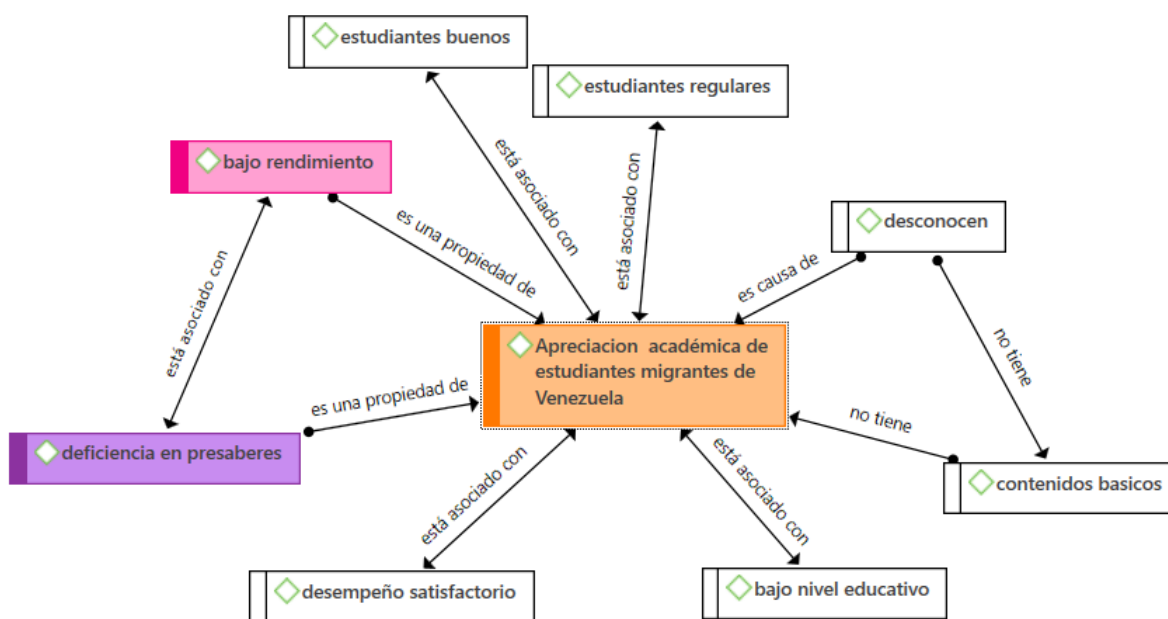 estudiantes buenos
estudiantes regulares
está asociado con
bajo rendimiento
está asociado con
desconocen
es una propiedad de
es causa de
está asociado con
no tiene
Apreciacion académica de
estudiantes migrantes de
Venezuela
es una propiedad de
no tiene
deficiencia en presaberes
está asociado con
está asociado con
contenidos basicos
desempeño satisfactorio
bajo nivel educativo